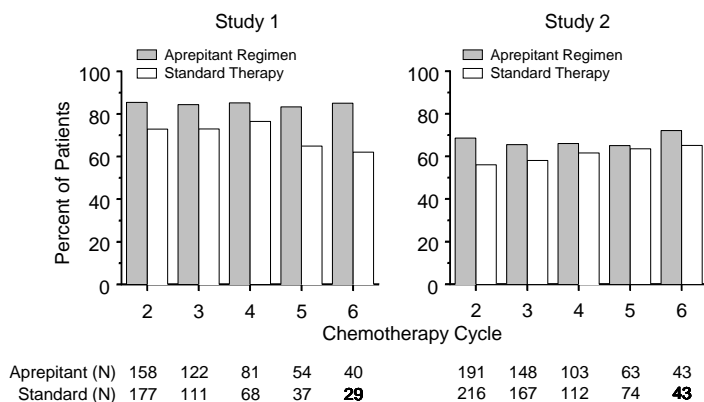 Study 1
Study 2
Aprepitant Regimen
Standard Therapy
Aprepitant Regimen
Standard Therapy
Percent of Patients
100
80
60
40
20
0
100
80
60
40
20
0
2 3 4 5 6
2 3 4 5 6
Chemotherapy Cycle
Aprepitant (N) 158 122 81 54 40 191 148 103 63 43
Standard (N) 177 111 68 37 29 216 167 112 74 43